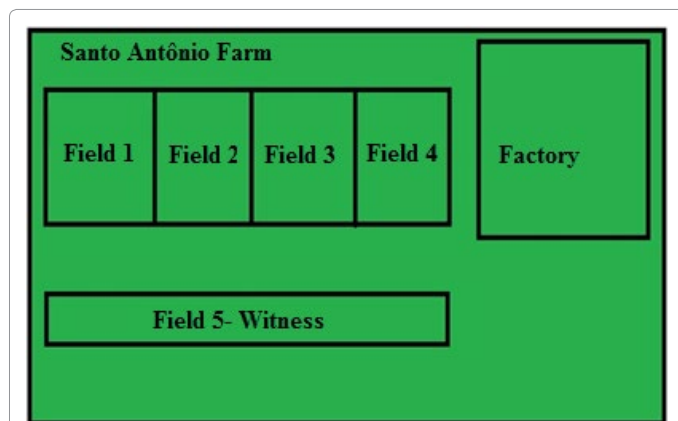 Santo Antônio Farm
Field 1
Field 2
Field 3
Field 4
Factory
Field 5- Witness